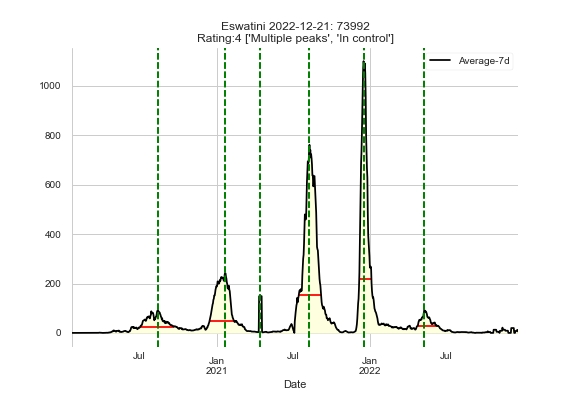 Eswatini 2022-12-21: 73992
Rating:4 ['Multiple peaks', 'In control']
Average-7d
1000
800
600
400
200
0
Jul
Jan
2021
Jul
Jan
2022
Jul
Date